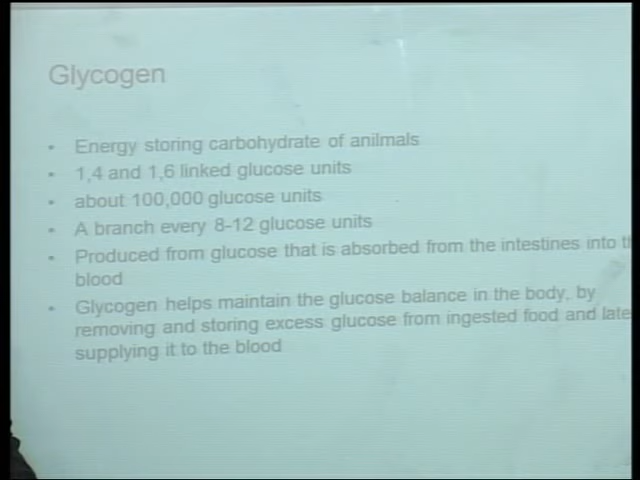 Glycogen
• Energy storing carbohydrate of anilmals
• 1,4 and 1,6 linked glucose units
• about 100,000 glucose units
• A branch every 8-12 glucose units
• Produced from glucose that is absorbed from the intestines into th
blood
• Glycogen helps maintain the glucose balance in the body, by
removing and storing excess glucose from ingested food and late
supplying it to the blood